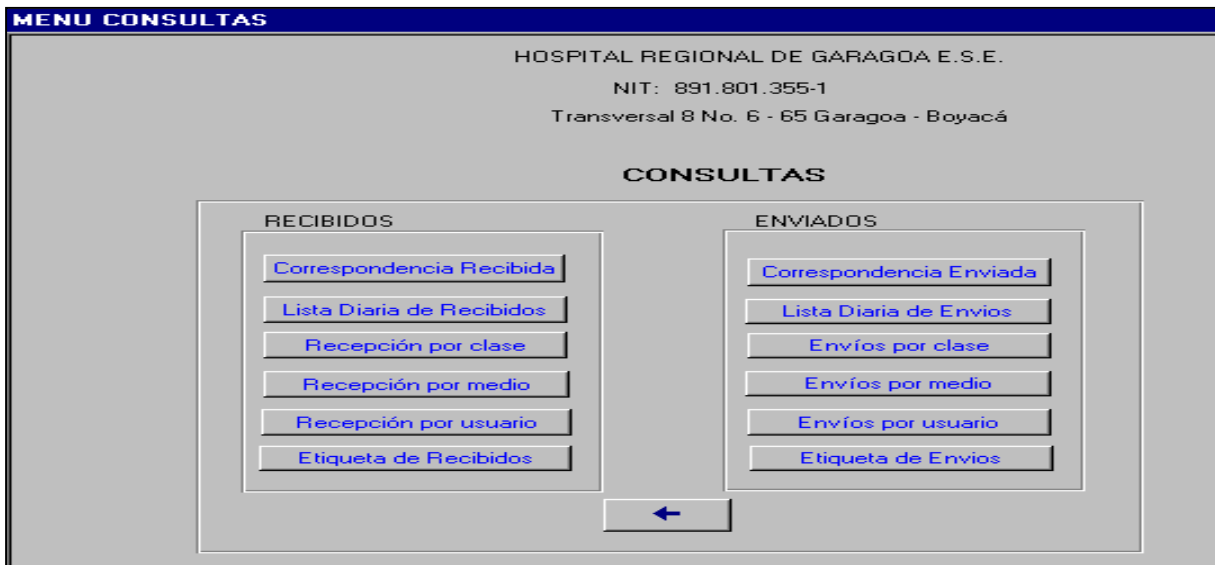 MENU CONSULTAS
HOSPITAL REGIONAL DE GARAGOA E.S.E.
NIT: 891.801.355-1
Transversal 8 No. 6 - 65 Garagoa - Boyacá
CONSULTAS
RECIBIDOS
Correspondencia Recibida
Lista Diaria de Recibidos
Recepción por clase
Recepción por medio
Recepción por usuario
Etiqueta de Recibidos
ENVIADOS
Correspondencia Enviada
Lista Diaria de Envios
Envíos por clase
Envíos por medio
Envíos por usuario
Etiqueta de Envios